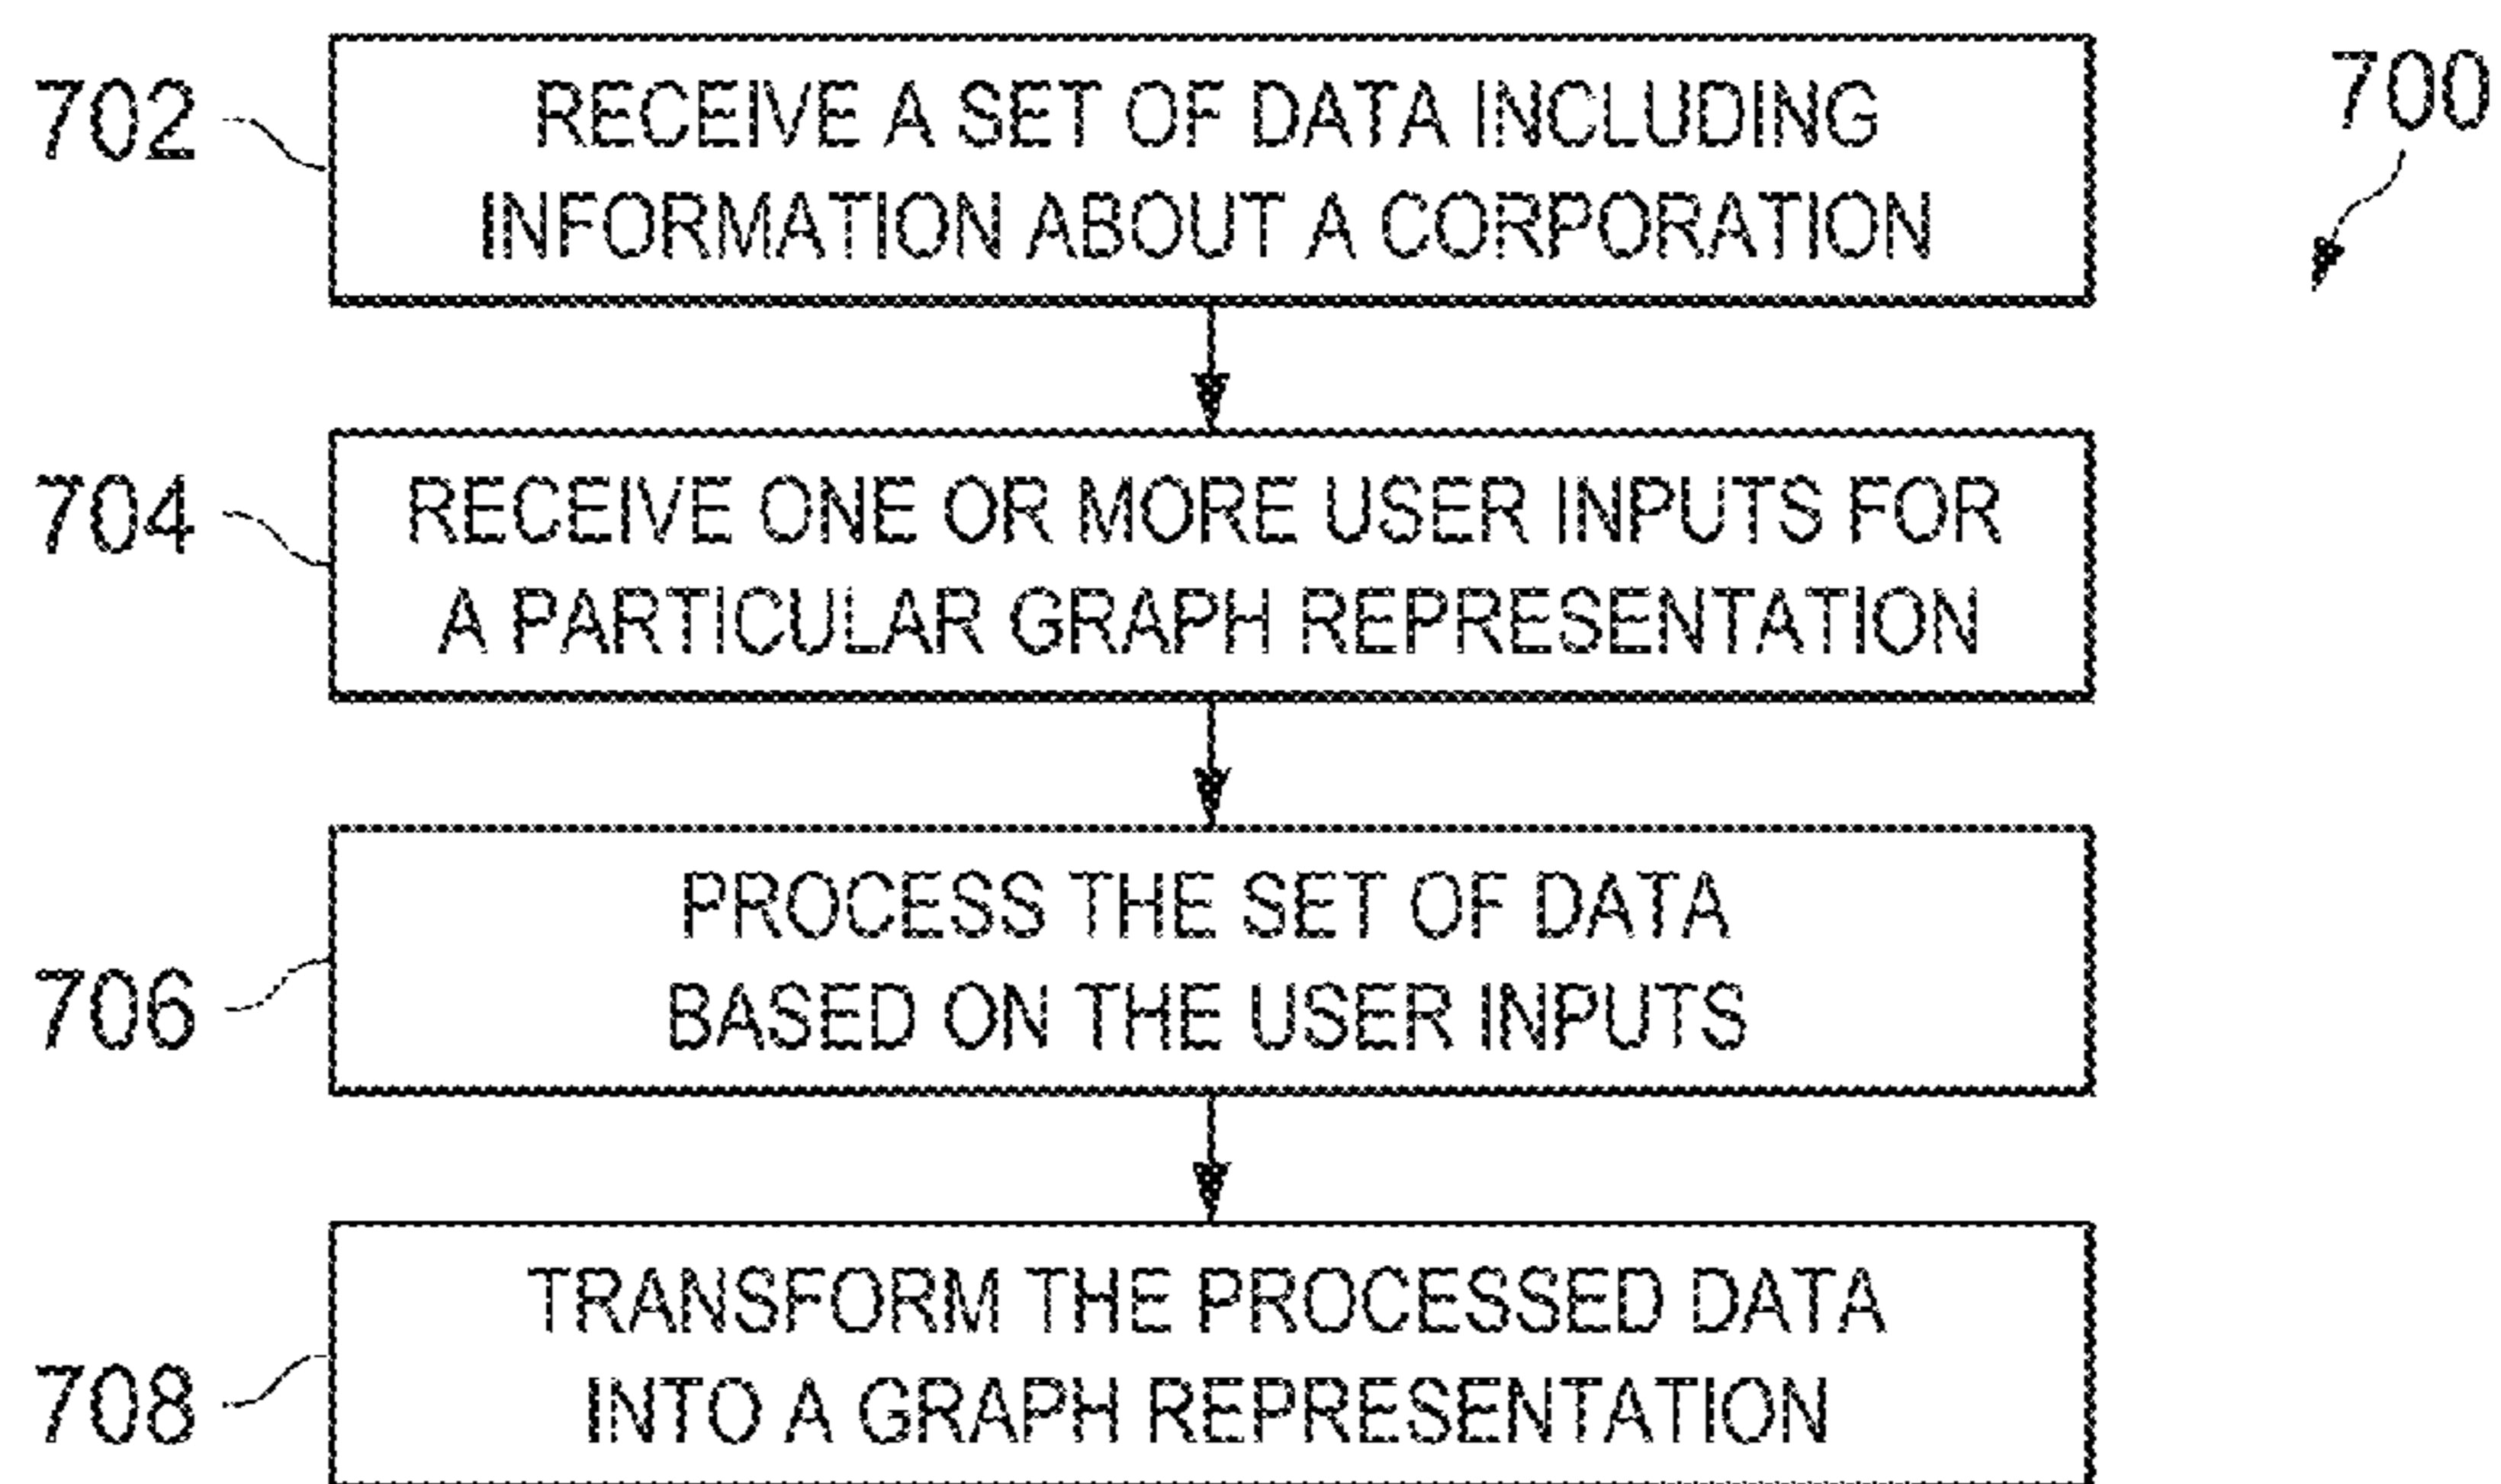 700
702
RECEIVE A SET OF DATA INCLUDING
INFORMATION ABOUT A CORPORATION
704
RECEIVE ONE OR MORE USER INPUTS FOR
A PARTICULAR GRAPH REPRESENTATION
706
PROCESS THE SET OF DATA
BASED ON THE USER INPUTS
708
TRANSFORM THE PROCESSED DATA
INTO A GRAPH REPRESENTATION